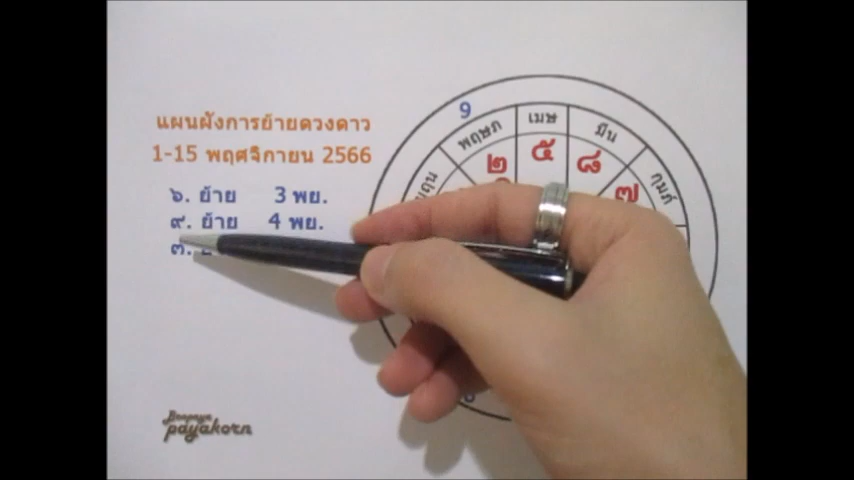 แผนผังการย้ายดวงดาว
1-15 พฤศจิกายน 2566
๖. ย้าย 3 พย.
๙. ย้าย 4 พย.
๓.
9
พฤษภ
เมษ
มีน
กุมภ์
๒
๕
๘
๗
payakorn